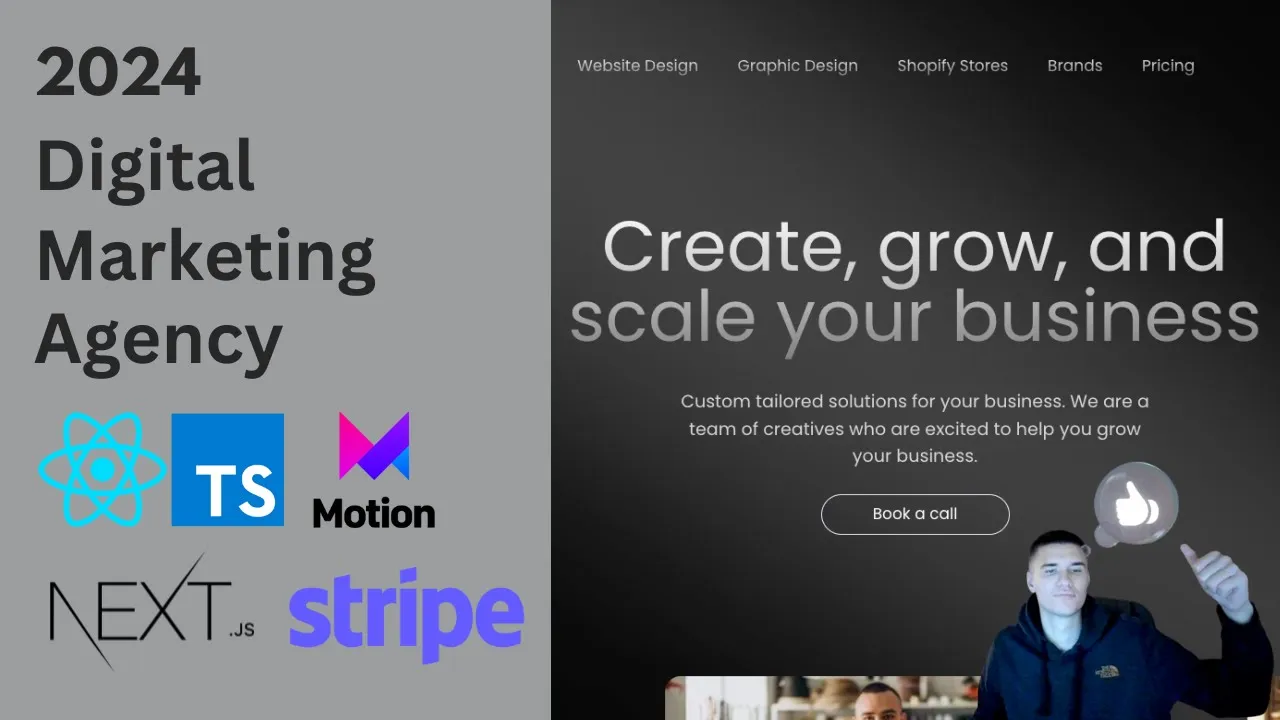 2024
Digital
Marketing
Agency
TS
Motion
NEXT.JS
stripe
Website Design Graphic Design Shopify Stores Brands Pricing
Create, grow, and
scale your business
Custom tailored solutions for your business. We are a
team of creatives who are excited to help you grow
your business.
Book a call